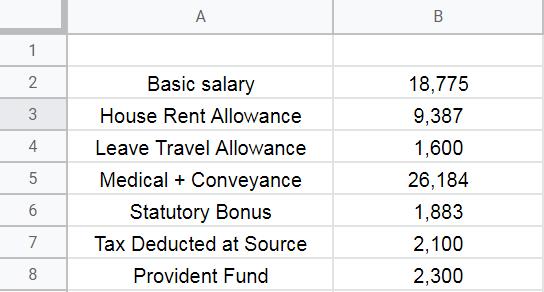 A B
1
2 Basic salary 18,775
3 House Rent Allowance 9,387
4 Leave Travel Allowance 1,600
5 Medical + Conveyance 26,184
6 Statutory Bonus 1,883
7 Tax Deducted at Source 2,100
8 Provident Fund 2,300